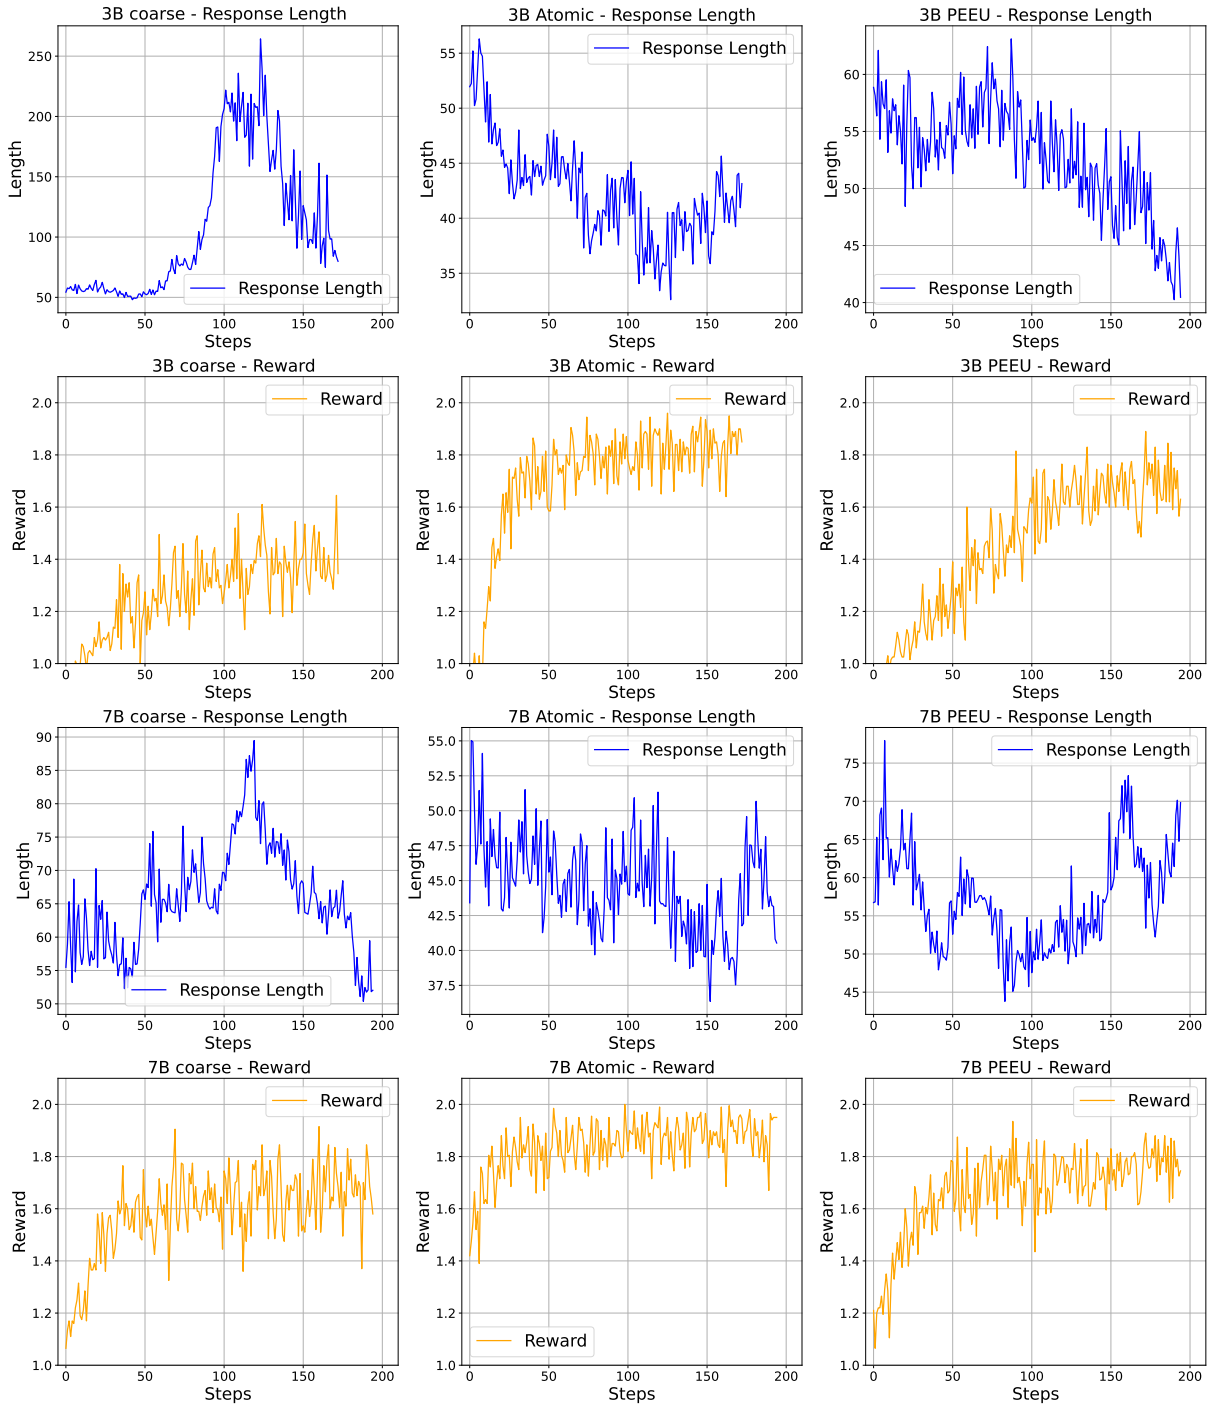 3B coarse - Response Length
250
200
150
100
50
Length
Response Length
0 50 100 150 200
Steps
3B Atomic - Response Length
55
50
45
40
35
Length
Response Length
0 50 100 150 200
Steps
3B PEEU - Response Length
60
55
50
45
40
Length
Response Length
0 50 100 150 200
Steps
3B coarse - Reward
2.0
1.8
1.6
1.4
1.2
1.0
Reward
Reward
0 50 100 150 200
Steps
3B Atomic - Reward
2.0
1.8
1.6
1.4
1.2
1.0
Reward
Reward
0 50 100 150 200
Steps
3B PEEU - Reward
2.0
1.8
1.6
1.4
1.2
1.0
Reward
Reward
0 50 100 150 200
Steps
7B coarse - Response Length
90
85
80
75
70
65
60
55
50
Length
Response Length
0 50 100 150 200
Steps
7B Atomic - Response Length
55.0
52.5
50.0
47.5
45.0
42.5
40.0
37.5
Length
Response Length
0 50 100 150 200
Steps
7B PEEU - Response Length
75
70
65
60
55
50
45
Length
Response Length
0 50 100 150 200
Steps
7B coarse - Reward
2.0
1.8
1.6
1.4
1.2
1.0
Reward
Reward
0 50 100 150 200
Steps
7B Atomic - Reward
2.0
1.8
1.6
1.4
1.2
1.0
Reward
Reward
0 50 100 150 200
Steps
7B PEEU - Reward
2.0
1.8
1.6
1.4
1.2
1.0
Reward
Reward
0 50 100 150 200
Steps